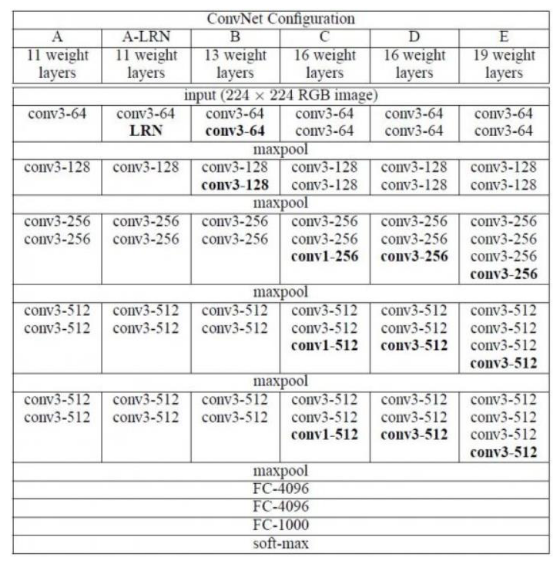 ConvNet Configuration
A A-LRN B C D E
11 weight layers 11 weight layers 13 weight layers 16 weight layers 16 weight layers 19 weight layers
input (224 × 224 RGB image)
conv3-64 conv3-64 conv3-64 conv3-64 conv3-64 conv3-64
LRN conv3-64 conv3-64 conv3-64 conv3-64
maxpool
conv3-128 conv3-128 conv3-128 conv3-128 conv3-128 conv3-128
conv3-128 conv3-128 conv3-128 conv3-128
maxpool
conv3-256 conv3-256 conv3-256 conv3-256 conv3-256 conv3-256
conv3-256 conv3-256 conv3-256 conv3-256 conv3-256 conv3-256
conv1-256 conv3-256 conv3-256
conv3-256
maxpool
conv3-512 conv3-512 conv3-512 conv3-512 conv3-512 conv3-512
conv3-512 conv3-512 conv3-512 conv3-512 conv3-512 conv3-512
conv1-512 conv3-512 conv3-512
conv3-512
maxpool
conv3-512 conv3-512 conv3-512 conv3-512 conv3-512 conv3-512
conv3-512 conv3-512 conv3-512 conv3-512 conv3-512 conv3-512
conv1-512 conv3-512 conv3-512
conv3-512
maxpool
FC-4096
FC-4096
FC-1000
soft-max